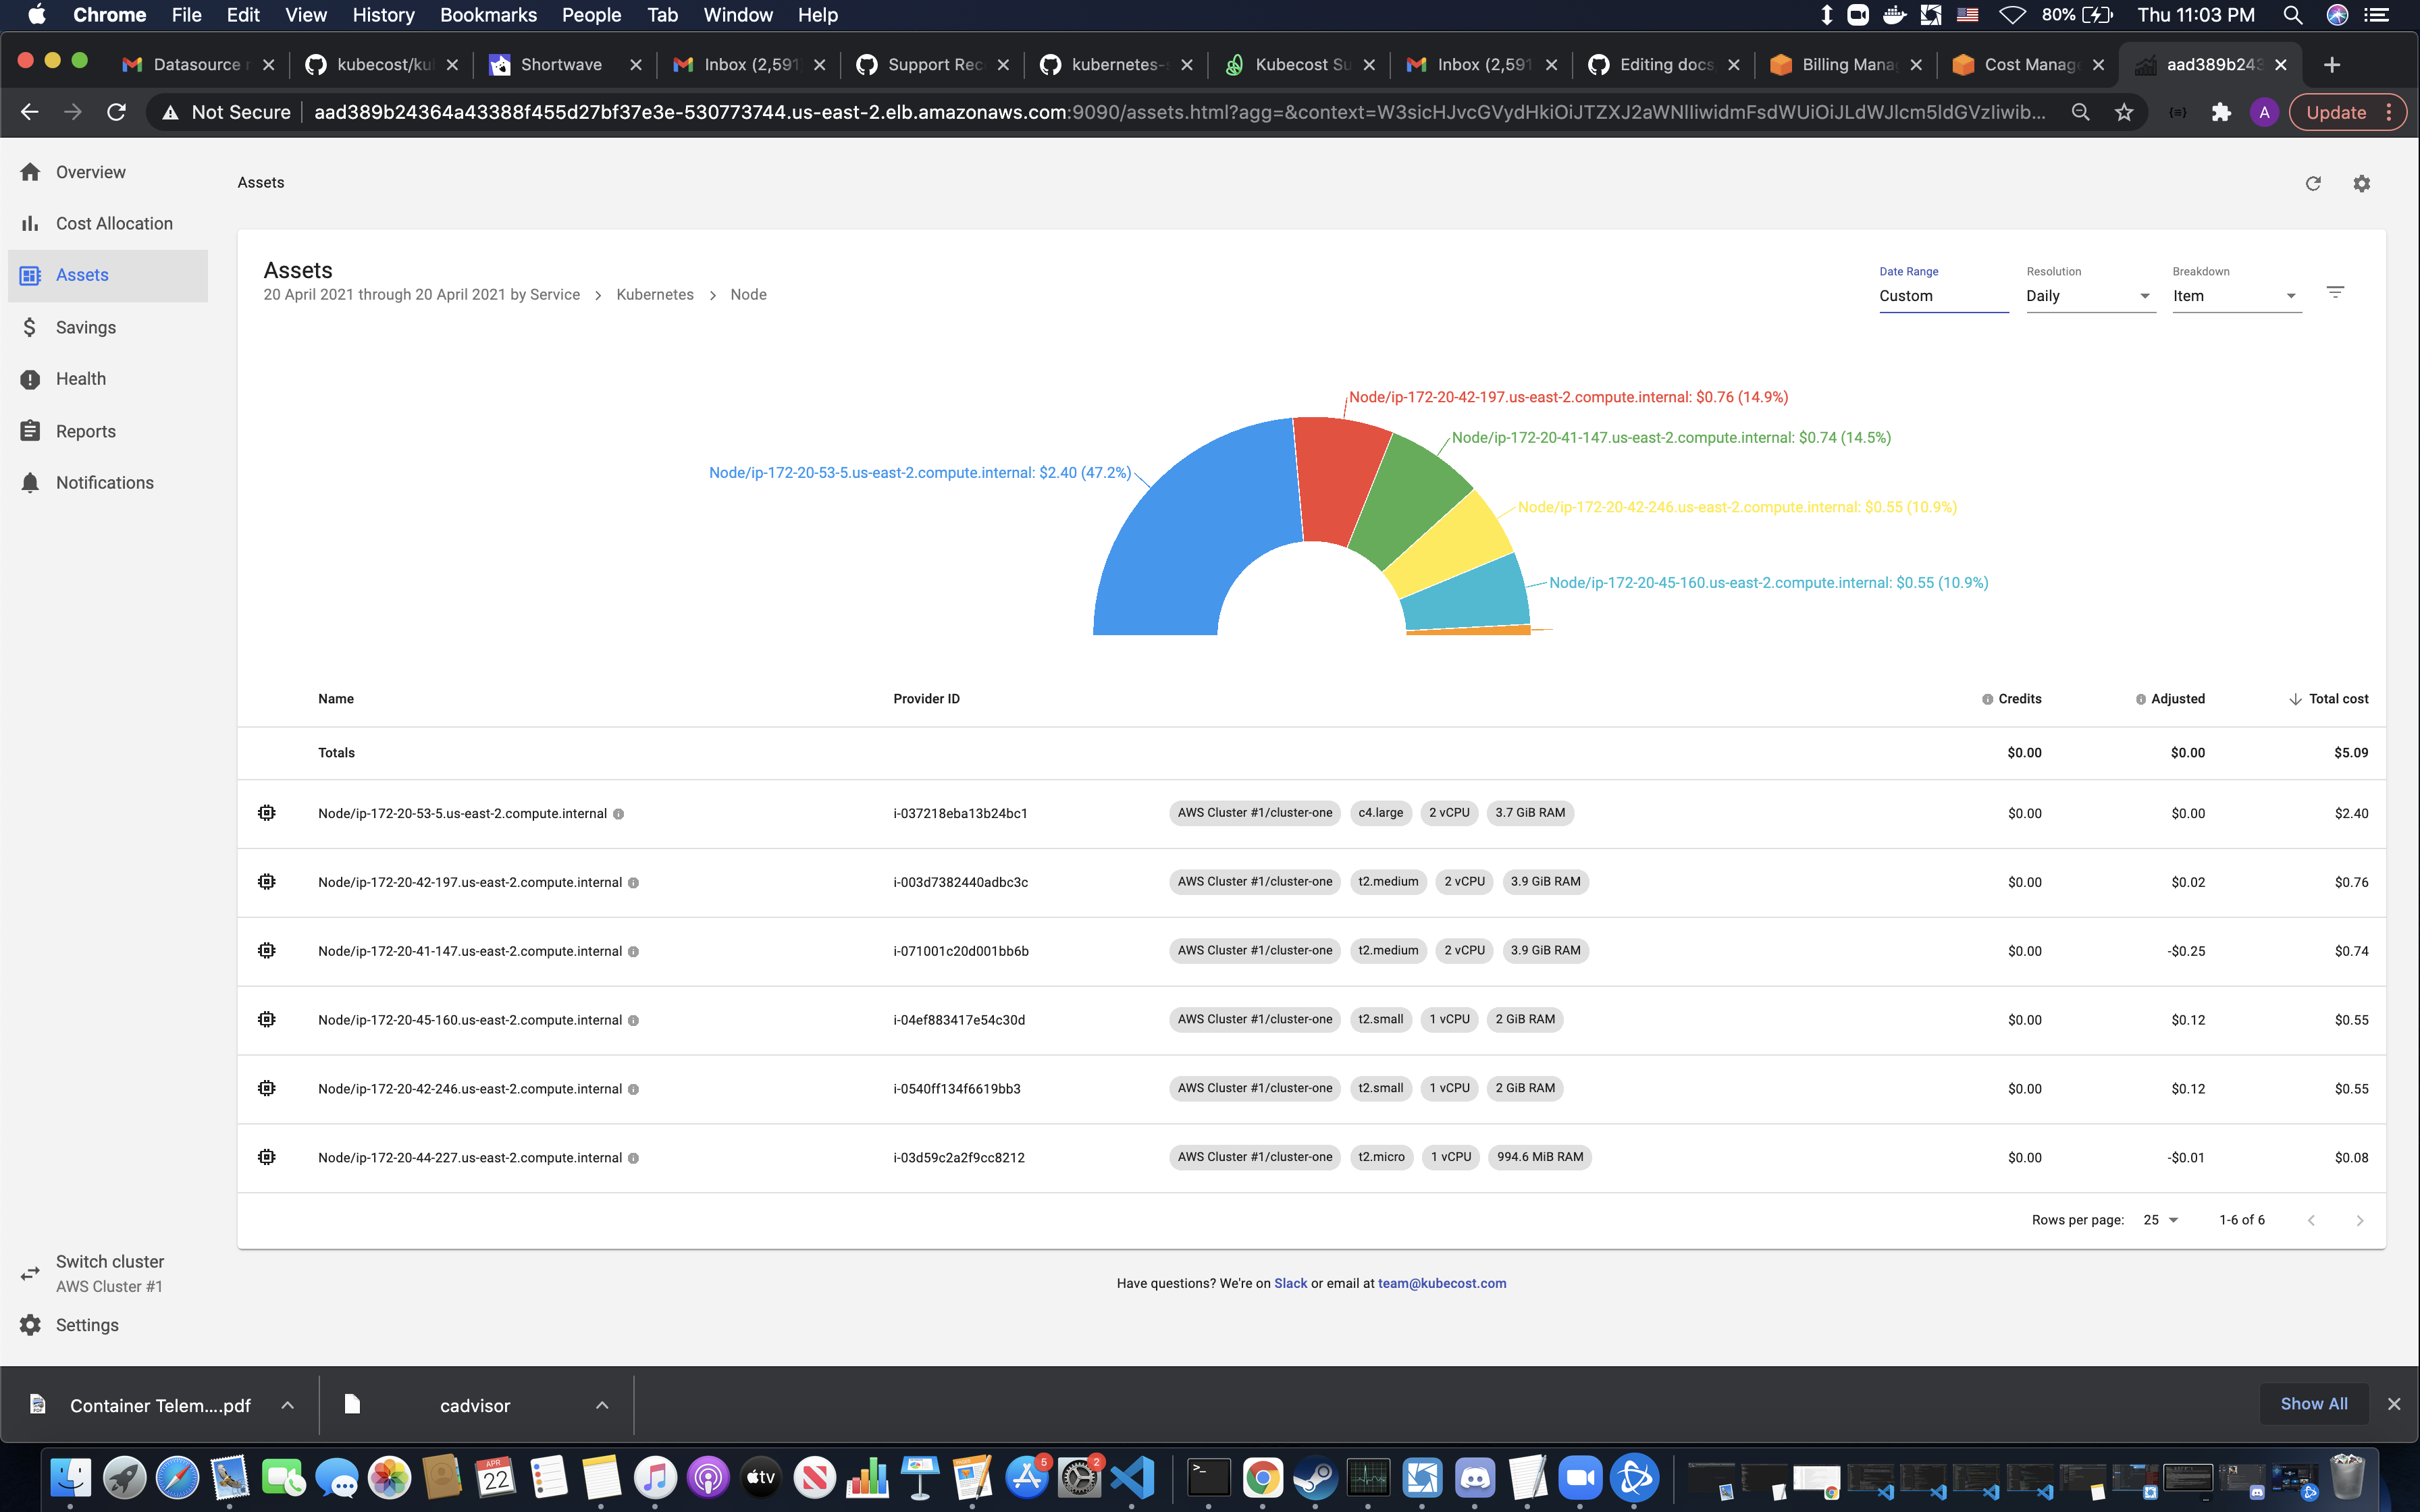 Chrome File Edit View History Bookmarks People Tab Window Help 80% Thu 11:03 PM
Datasource kubecost/ku Shortwave Inbox (2,591 Support Rec kubernetes- Kubecost Su Inbox (2,591 Editing docs Billing Mana Cost Manage aad389b243
Not Secure aad389b24364a43388f455d27bf37e3e-530773744.us-east-2.elb.amazonaws.com:9090/assets.html?agg=&context=W3sicHJvcGVydHkiOiJTZXJ2aWNlIiwidmFsdWUiOiJLdWJlcm5ldGVzIiwib... A Update
Overview
Cost Allocation
Assets
Savings
Health
Reports
Notifications
Switch cluster
AWS Cluster #1
Settings
Assets
Assets
20 April 2021 through 20 April 2021 by Service > Kubernetes > Node
Date Range Resolution Breakdown
Custom Daily Item
Node/ip-172-20-42-197.us-east-2.compute.internal: $0.76 (14.9%)
Node/ip-172-20-41-147.us-east-2.compute.internal: $0.74 (14.5%)
Node/ip-172-20-53-5.us-east-2.compute.internal: $2.40 (47.2%)
Node/ip-172-20-42-246.us-east-2.compute.internal: $0.55 (10.9%)
Node/ip-172-20-45-160.us-east-2.compute.internal: $0.55 (10.9%)
Name Provider ID Credits Adjusted Total cost
Totals $0.00 $0.00 $5.09
Node/ip-172-20-53-5.us-east-2.compute.internal i-037218eba13b24bc1 AWS Cluster #1/cluster-one c4.large 2 vCPU 3.7 GiB RAM $0.00 $0.00 $2.40
Node/ip-172-20-42-197.us-east-2.compute.internal i-003d7382440adbc3c AWS Cluster #1/cluster-one t2.medium 2 vCPU 3.9 GiB RAM $0.00 $0.02 $0.76
Node/ip-172-20-41-147.us-east-2.compute.internal i-071001c20d001bb6b AWS Cluster #1/cluster-one t2.medium 2 vCPU 3.9 GiB RAM $0.00 -$0.25 $0.74
Node/ip-172-20-45-160.us-east-2.compute.internal i-04ef883417e54c30d AWS Cluster #1/cluster-one t2.small 1 vCPU 2 GiB RAM $0.00 $0.12 $0.55
Node/ip-172-20-42-246.us-east-2.compute.internal i-0540ff134f6619bb3 AWS Cluster #1/cluster-one t2.small 1 vCPU 2 GiB RAM $0.00 $0.12 $0.55
Node/ip-172-20-44-227.us-east-2.compute.internal i-03d59c2a2f9cc8212 AWS Cluster #1/cluster-one t2.micro 1 vCPU 994.6 MiB RAM $0.00 -$0.01 $0.08
Rows per page: 25 1-6 of 6
Have questions? We're on Slack or email at team@kubecost.com
Container Telem....pdf cadvisor Show All
APR 22 tv 5 2